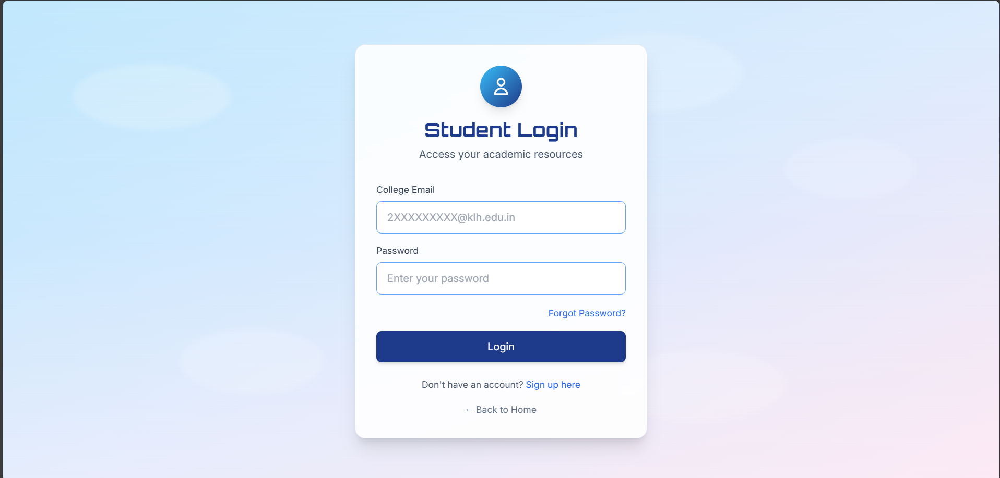 Student Login
Access your academic resources
College Email
2XXXXXXXXX@klh.edu.in
Password
Enter your password
Forgot Password?
Login
Don't have an account? Sign up here
← Back to Home